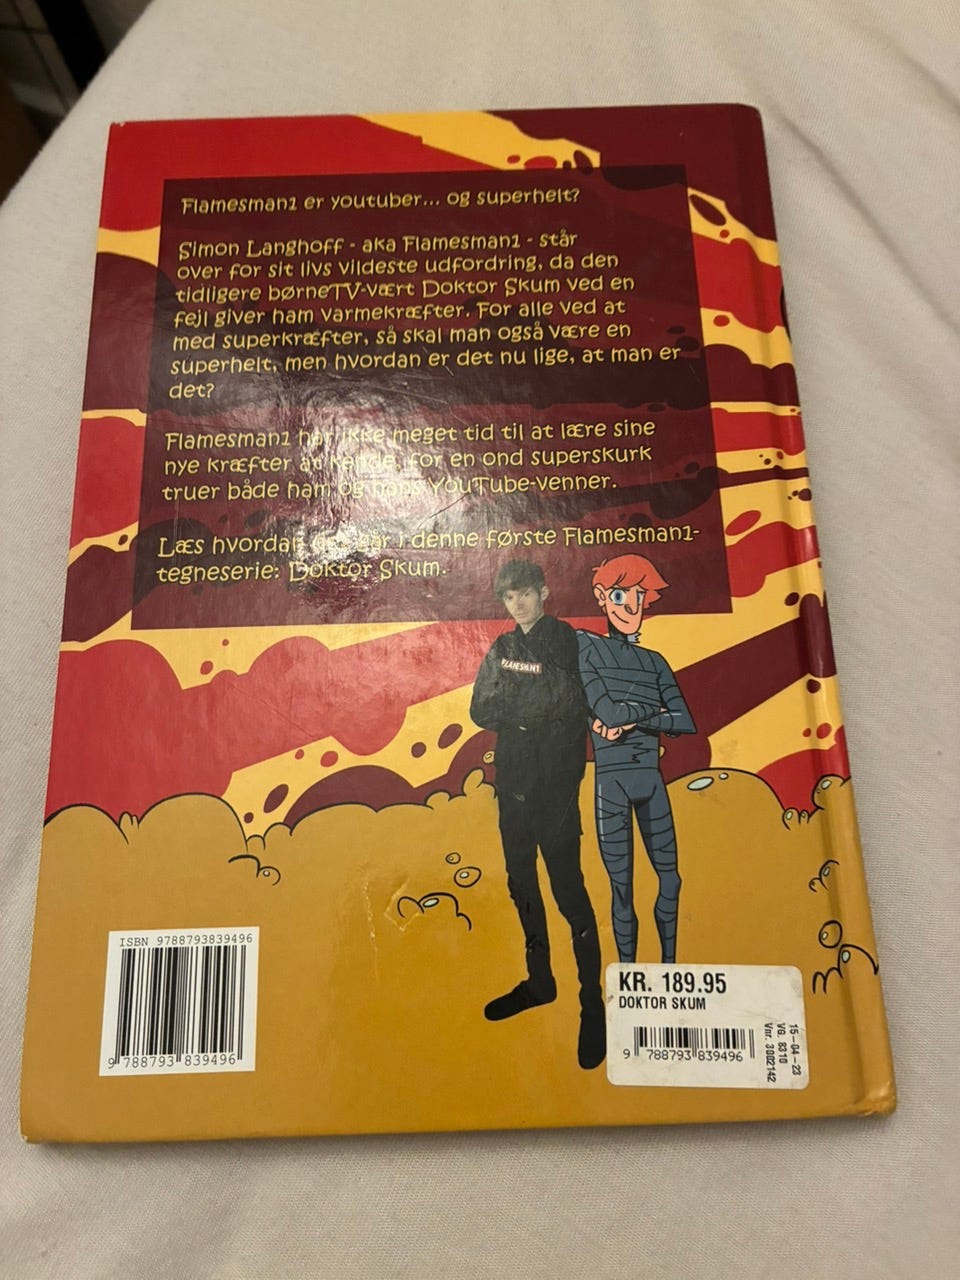 Flamesman1 er youtuber... og superhelt?
Simon Langhoff - aka Flamesman1 - står
over for sit livs vildeste udfordring, da den
tidligere børneTV-vært Doktor Skum ved en
fejl giver ham varmekræfter. For alle ved at
med superkræfter, så skal man også være en
superhelt, men hvordan er det nu lige, at man er
det?
Flamesman1 har ikke meget tid til at lære sine
nye kræfter at kende, for en ond superskurk
truer både ham og hans YouTube-venner.
Læs hvordan det går i denne første Flamesman1-
tegneserie: Doktor Skum.
FLAMESMAN1
ISBN 9788793839496
9 788793 839496
KR. 189.95
DOKTOR SKUM
9 788793 839496
15-04-23
VG. 8310
Vnr. 3002142